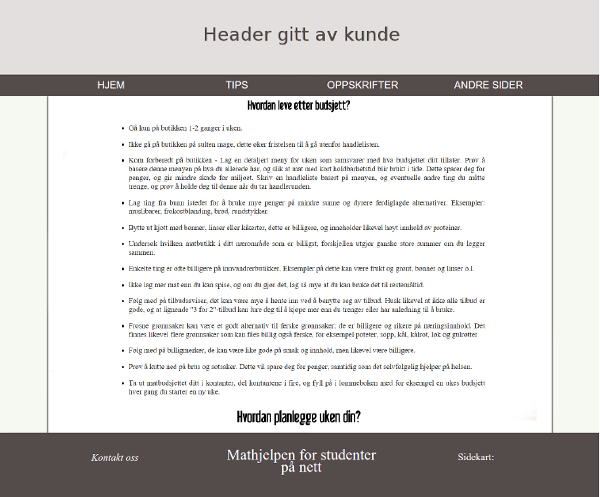 Header gitt av kunde
HJEM TIPS OPPSKRIFTER ANDRE SIDER
Hvordan leve etter budsjett?
Gå kun på butikken 1-2 ganger i uken.
Ikke gå på butikken på sulten mage, dette øker fristelsen til å gå utenfor handlelisten.
Kom forberedt på butikken - Lag en detaljert meny for uken som samsvarer med hva budsjettet ditt tillater. Prøv å
basere denne menyen på hva du allerede har, og slik at mat med kort holdbarhetstid blir brukt i tide. Dette sparer deg for
penger, og gir mindre skade for miljøet. Skriv en handleliste basert på menyen, og eventuelle andre ting du måtte
trenge, og prøv å holde deg til denne når du tar handlerunden.
Lag ting fra bunn istedet for å bruke mye penger på mindre sunne og dyrere ferdiglagde alternativer. Eksempler:
muslibarer, frokostblanding, brød, rundstykker.
Bytte ut kjøtt med bønner, linser eller kikerter, dette er billigere, og inneholder likevel høyt innhold av proteiner.
Undersøk hvilken matbutikk i ditt nærområde som er billigst, forskjellen utgjør ganske store summer om du legger
sammen.
Enkelte ting er ofte billigere på innvandrerbutikker. Eksempler på dette kan være frukt og grønt, bønner og linser o.l.
Ikke lag mer mat enn du kan spise, og om du gjør det, lag så mye at du kan bruke det til restemåltid.
Følg med på tilbudsaviser, det kan være mye å hente inn ved å benytte seg av tilbud. Husk likevel at ikke alle tilbud er
gode, og at lignende "3 for 2"-tilbud kan lure deg til å kjøpe mer enn du trenger eller har saledning til å bruke.
Frosne grønnsaker kan være et godt alternativ til ferske grønnsaker: de er billigere og rikere på næringsinnhold. Det
finnes likevel flere grønnsaker som kan fåes billig også ferske, for eksempel poteter, sopp, kål, kålrot, løk og gulrøtter
Følg med på billigmerker, de kan være like gode på smak og innhold, men likevel være billigere.
Prøv å kutte ned på brus og søtsaker. Dette vil spare deg for penger, samtidig som det selvfølgelig hjelper på helsen.
Ta ut matbudsjettet ditt i kontanter, del kontantene i fire, og fyll på i lommeboken med for eksempel en ukes budsjett
hver gang du starter en ny uke.
Hvordan planlegge uken din?
Kontakt oss
Mathjelpen for studenter
på nett
Sidekart: